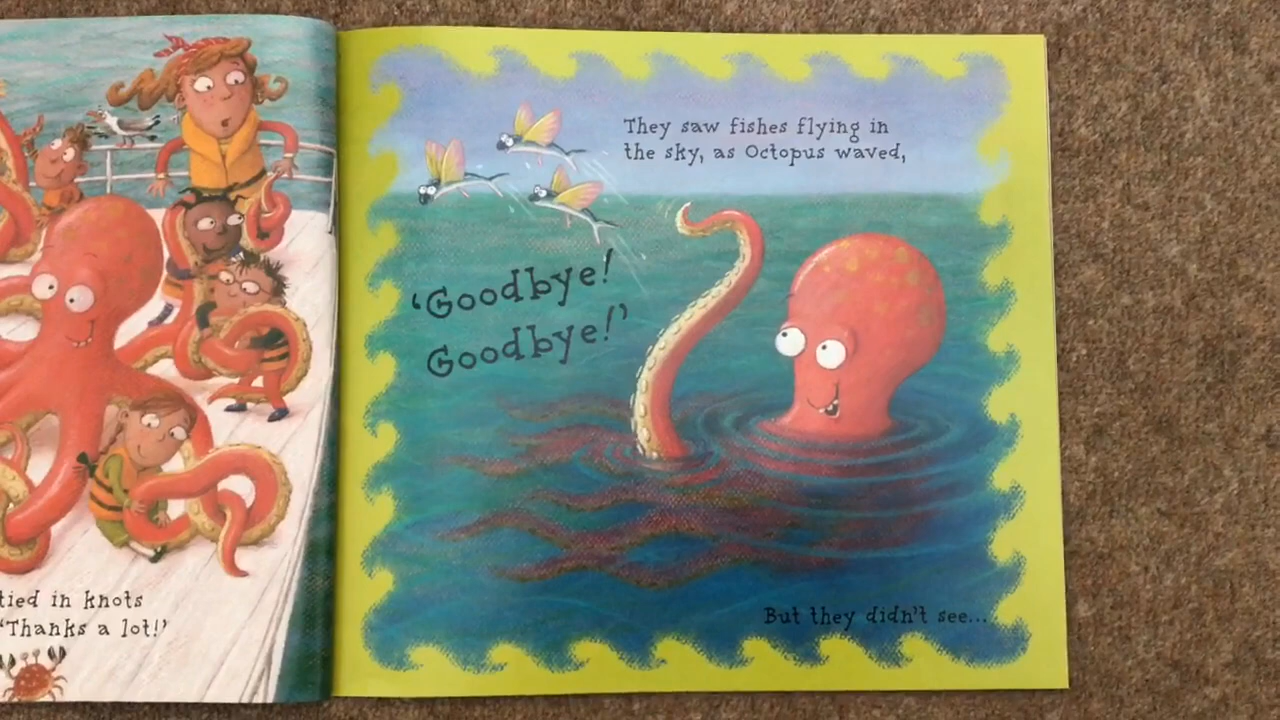 tied in knots
'Thanks a lot!'
They saw fishes flying in
the sky, as Octopus waved,
'Goodbye!
Goodbye!'
But they didn't see...